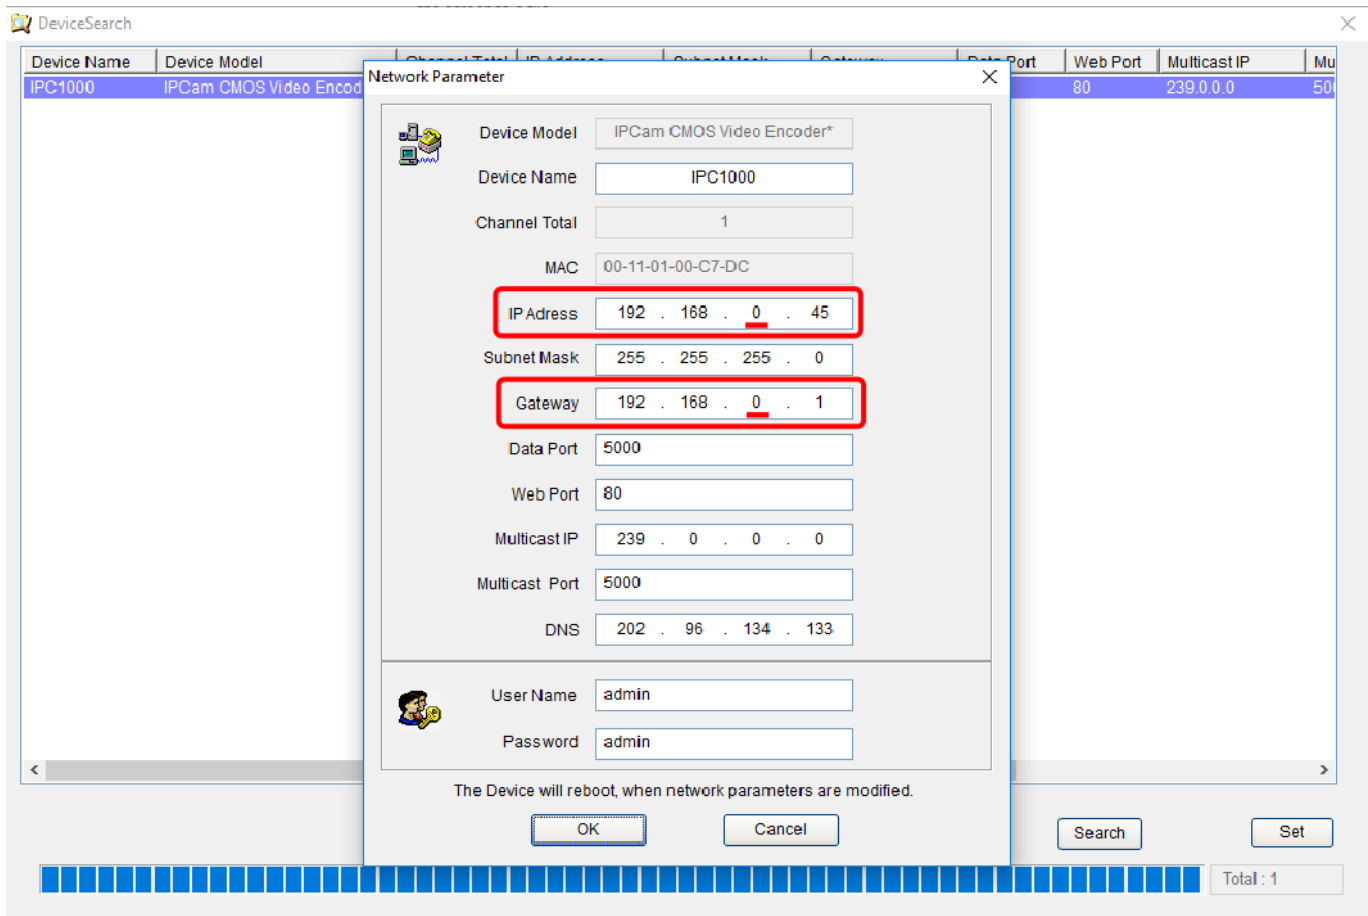 DeviceSearch
Device Name Device Model Web Port Multicast IP Mu
IPC1000 IPCam CMOS Video Encod 80 239.0.0.0 500
Network Parameter
Device Model IPCam CMOS Video Encoder*
Device Name IPC1000
Channel Total 1
MAC 00-11-01-00-C7-DC
IP Adress 192 . 168 . 0 . 45
Subnet Mask 255 . 255 . 255 . 0
Gateway 192 . 168 . 0 . 1
Data Port 5000
Web Port 80
Multicast IP 239 . 0 . 0 . 0
Multicast Port 5000
DNS 202 . 96 . 134 . 133
User Name admin
Password admin
The Device will reboot, when network parameters are modified.
OK Cancel
Search Set
Total : 1